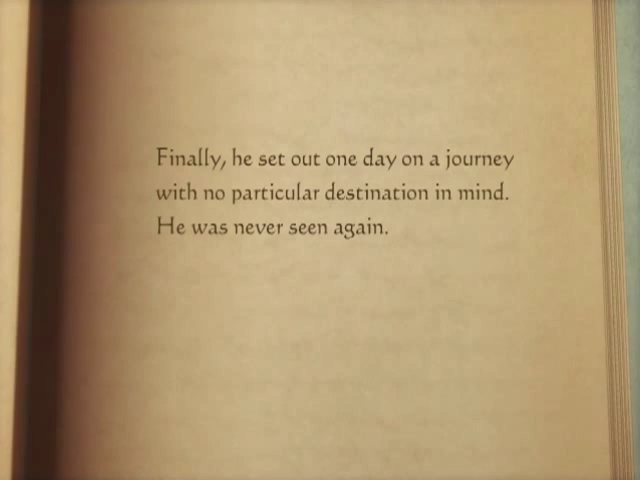 Finally, he set out one day on a journey
with no particular destination in mind.
He was never seen again.